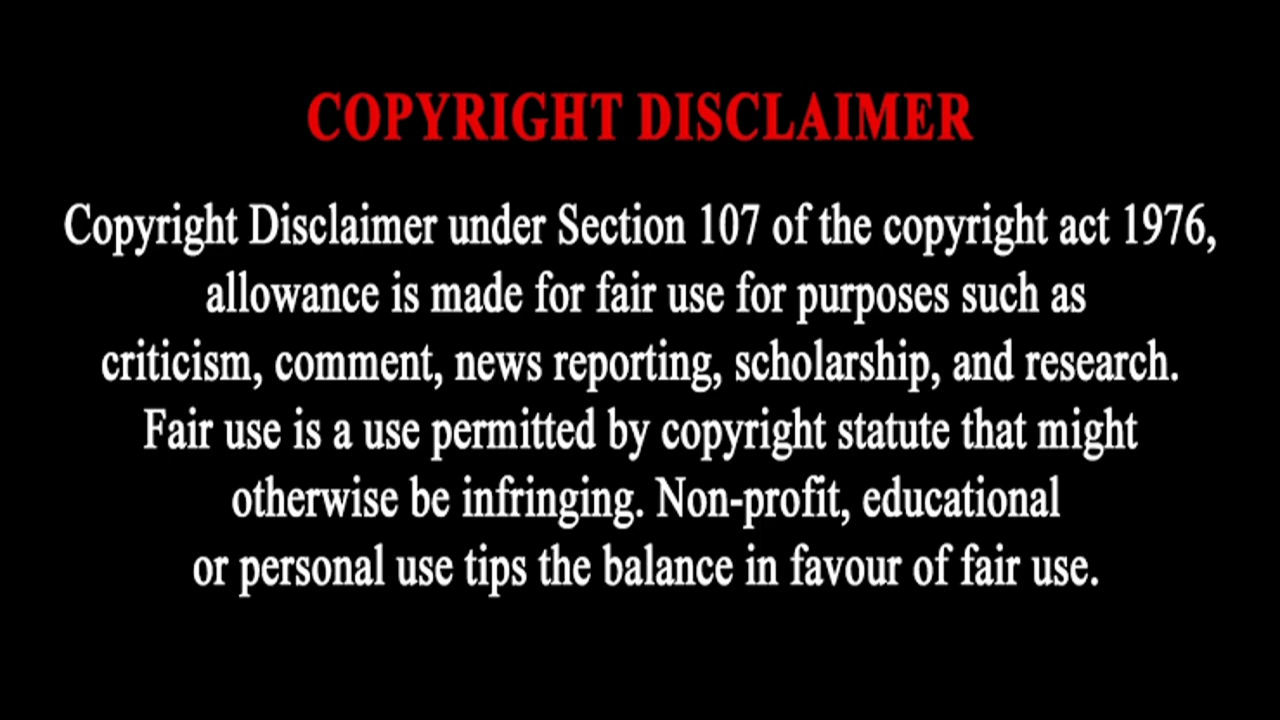 COPYRIGHT DISCLAIMER
Copyright Disclaimer under Section 107 of the copyright act 1976,
allowance is made for fair use for purposes such as
criticism, comment, news reporting, scholarship, and research.
Fair use is a use permitted by copyright statute that might
otherwise be infringing. Non-profit, educational
or personal use tips the balance in favour of fair use.